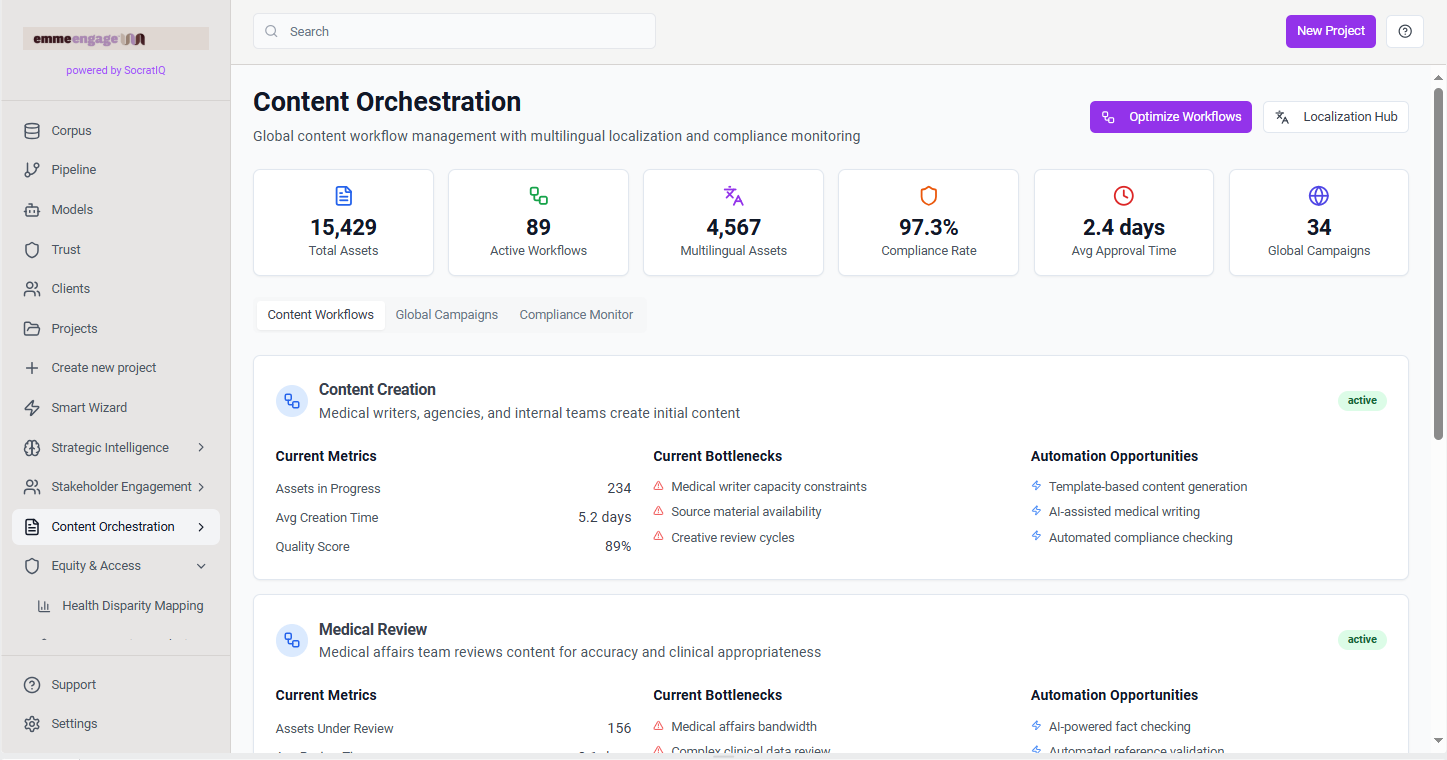 emmeengage
powered by SocratIQ
Corpus
Pipeline
Models
Trust
Clients
Projects
Create new project
Smart Wizard
Strategic Intelligence
Stakeholder Engagement
Content Orchestration
Equity & Access
Health Disparity Mapping
Support
Settings
Search
New Project
Content Orchestration
Global content workflow management with multilingual localization and compliance monitoring
Optimize Workflows
Localization Hub
15,429
Total Assets
89
Active Workflows
4,567
Multilingual Assets
97.3%
Compliance Rate
2.4 days
Avg Approval Time
34
Global Campaigns
Content Workflows Global Campaigns Compliance Monitor
Content Creation
Medical writers, agencies, and internal teams create initial content
active
Current Metrics
Assets in Progress 234
Avg Creation Time 5.2 days
Quality Score 89%
Current Bottlenecks
Medical writer capacity constraints
Source material availability
Creative review cycles
Automation Opportunities
Template-based content generation
AI-assisted medical writing
Automated compliance checking
Medical Review
Medical affairs team reviews content for accuracy and clinical appropriateness
active
Current Metrics
Assets Under Review 156
Current Bottlenecks
Medical affairs bandwidth
Complex clinical data review
Automation Opportunities
AI-powered fact checking
Automated reference validation